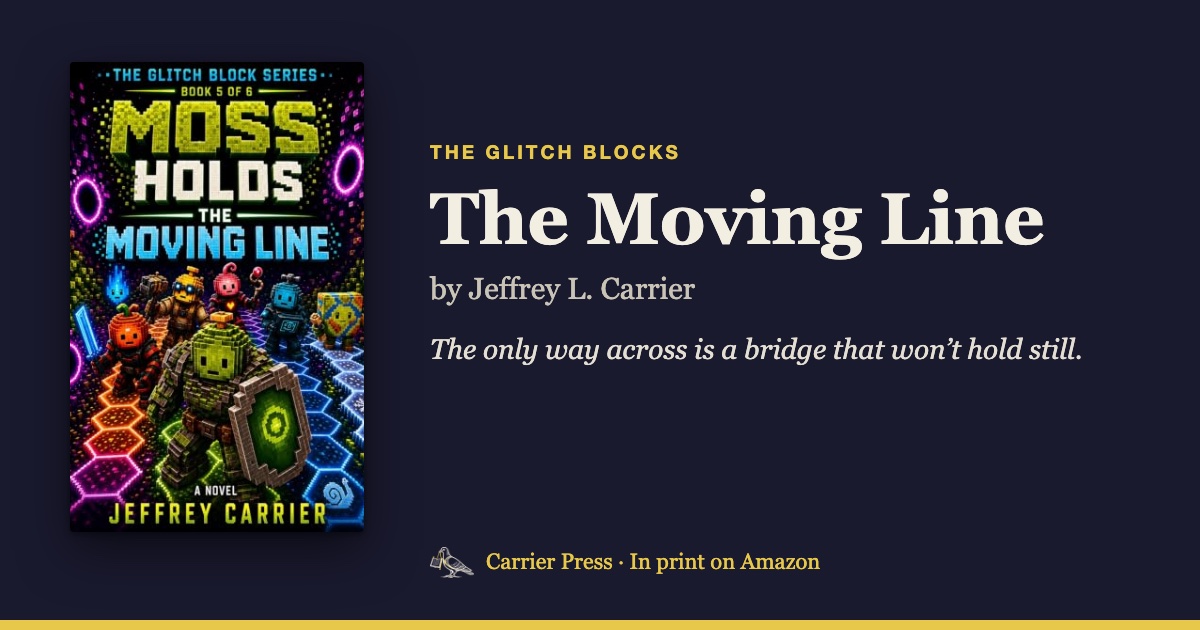 THE GLITCH BLOCK SERIES
BOOK 5 OF 6
MOSS
HOLDS
THE
MOVING LINE
A NOVEL
JEFFREY CARRIER
THE GLITCH BLOCKS
The Moving Line
by Jeffrey L. Carrier
The only way across is a bridge that won’t hold still.
Carrier Press · In print on Amazon